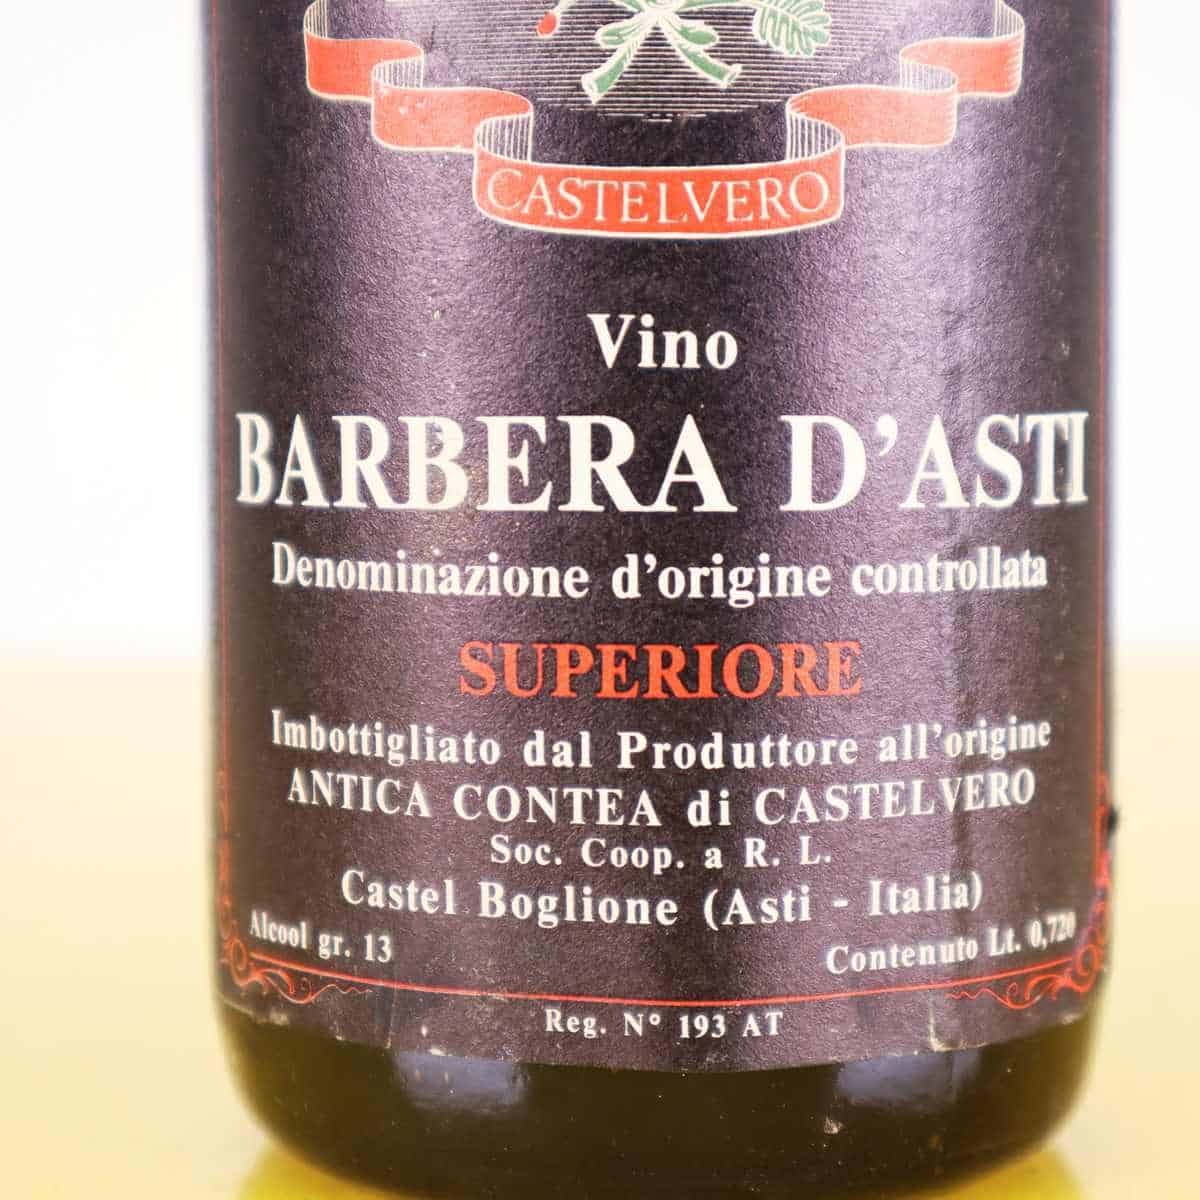 CASTELVERO
Vino
BARBERA D'ASTI
Denominazione d'origine controllata
SUPERIORE
Imbottigliato dal Produttore all'origine
ANTICA CONTEA di CASTELVERO
Soc. Coop. a R. L.
Castel Boglione (Asti - Italia)
Alcool gr. 13
Contenuto Lt. 0,720
Reg. N° 193 AT